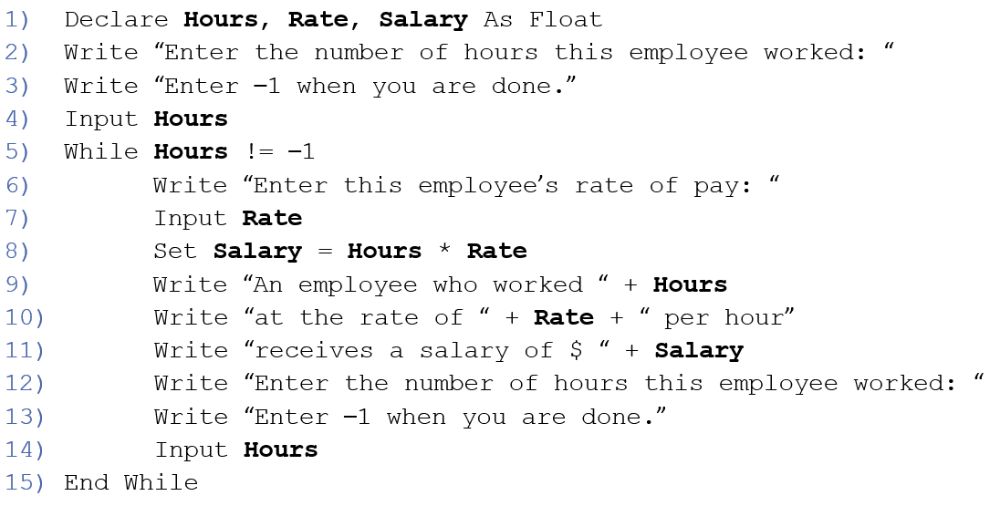 1) Declare Hours, Rate, Salary As Float
2) Write “Enter the number of hours this employee worked: “
3) Write “Enter –1 when you are done.”
4) Input Hours
5) While Hours != –1
6) Write “Enter this employee’s rate of pay: “
7) Input Rate
8) Set Salary = Hours * Rate
9) Write “An employee who worked “ + Hours
10) Write “at the rate of “ + Rate + “ per hour”
11) Write “receives a salary of $ “ + Salary
12) Write “Enter the number of hours this employee worked: “
13) Write “Enter –1 when you are done.”
14) Input Hours
15) End While